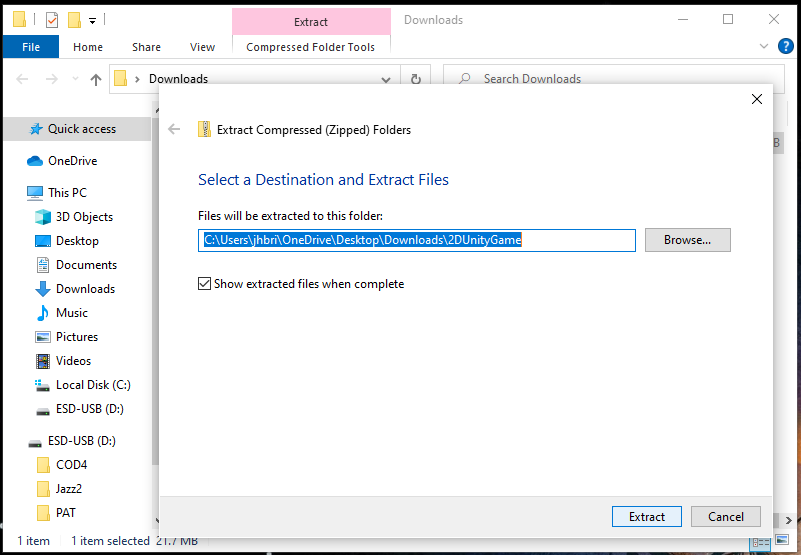 Extract
Downloads
File
Home
Share
View
Compressed Folder Tools
Downloads
Search Downloads
Quick access
OneDrive
This PC
3D Objects
Desktop
Documents
Downloads
Music
Pictures
Videos
Local Disk (C:)
ESD-USB (D:)
ESD-USB (D:)
COD4
Jazz2
PAT
Extract Compressed (Zipped) Folders
Select a Destination and Extract Files
Files will be extracted to this folder:
C:\Users\jhbri\OneDrive\Desktop\Downloads\2DUnityGame
Browse...
Show extracted files when complete
Extract
Cancel
1 item
1 item selected 21.7 MB